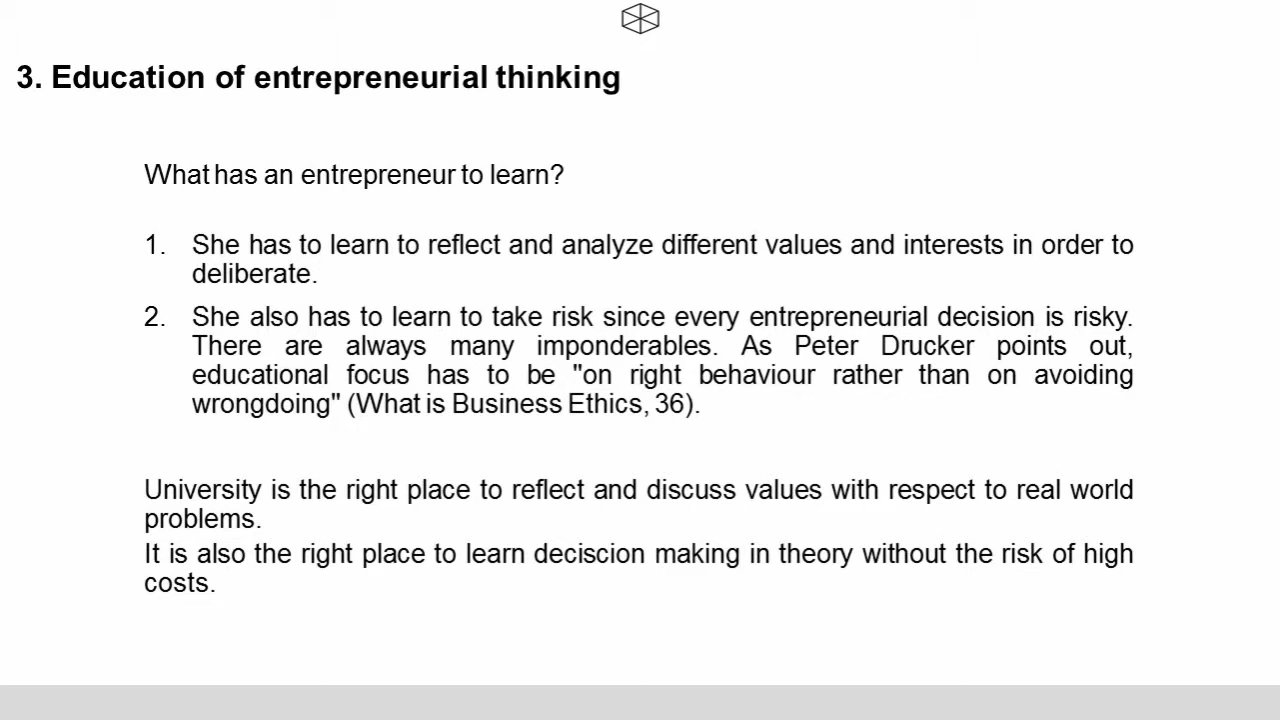 3. Education of entrepreneurial thinking
What has an entrepreneur to learn?
1. She has to learn to reflect and analyze different values and interests in order to
deliberate.
2. She also has to learn to take risk since every entrepreneurial decision is risky.
There are always many imponderables. As Peter Drucker points out,
educational focus has to be "on right behaviour rather than on avoiding
wrongdoing" (What is Business Ethics, 36).
University is the right place to reflect and discuss values with respect to real world
problems.
It is also the right place to learn deciscion making in theory without the risk of high
costs.